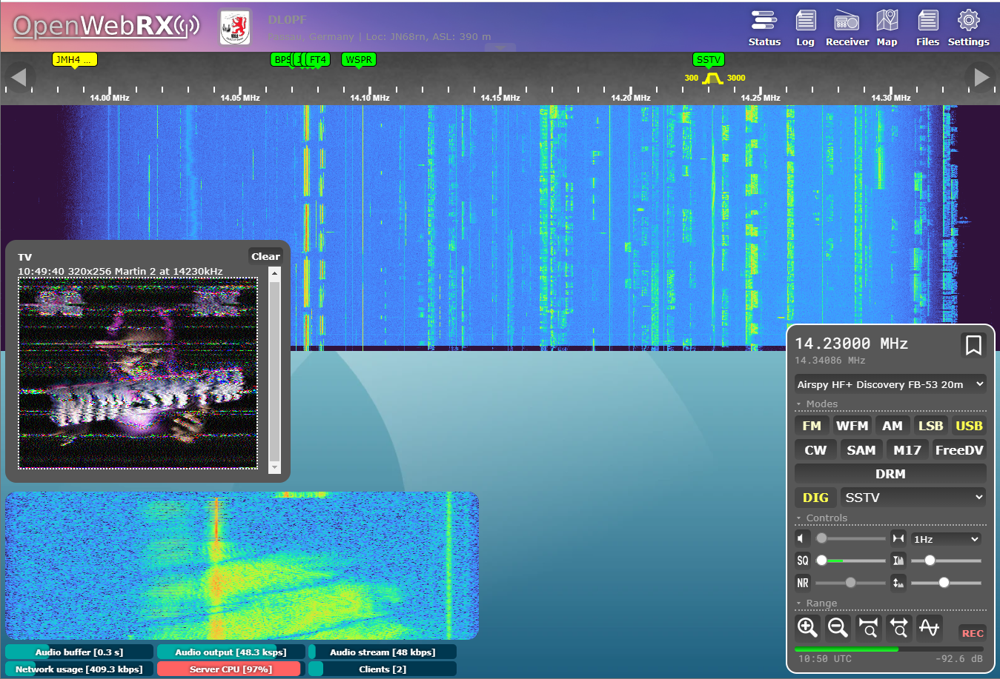 OpenWebRX
DL0PF
Passau, Germany | Loc: JN68rn, ASL: 390 m
Status
Log
Receiver
Map
Files
Settings
JMH4 ...
BPS
J
FT4
WSPR
SSTV
300
3000
14.00 MHz
14.05 MHz
14.10 MHz
14.15 MHz
14.20 MHz
14.25 MHz
14.30 MHz
TV
Clear
10:49:40 320x256 Martin 2 at 14230kHz
14.23000 MHz
14.34086 MHz
Airspy HF+ Discovery FB-53 20m
Modes
FM WFM AM LSB USB
CW SAM M17 FreeDV
DRM
DIG SSTV
Controls
1Hz
SQ
NR
Range
REC
10:50 UTC -92.6 dB
Audio buffer [0.3 s]
Audio output [48.3 ksps]
Audio stream [48 kbps]
Network usage [409.3 kbps]
Server CPU [97%]
Clients [2]